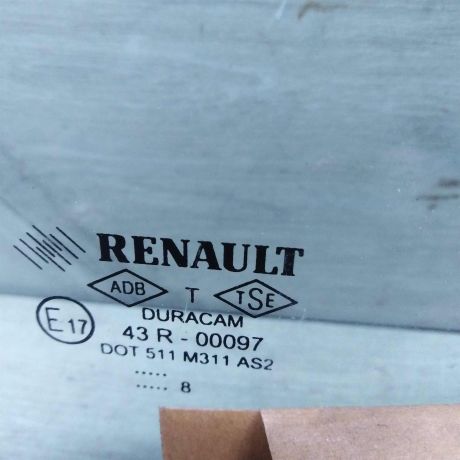 RENAULT
ADB T TSE
DURACAM
E17 43 R - 00097
DOT 511 M311 AS2
.....
..... 8